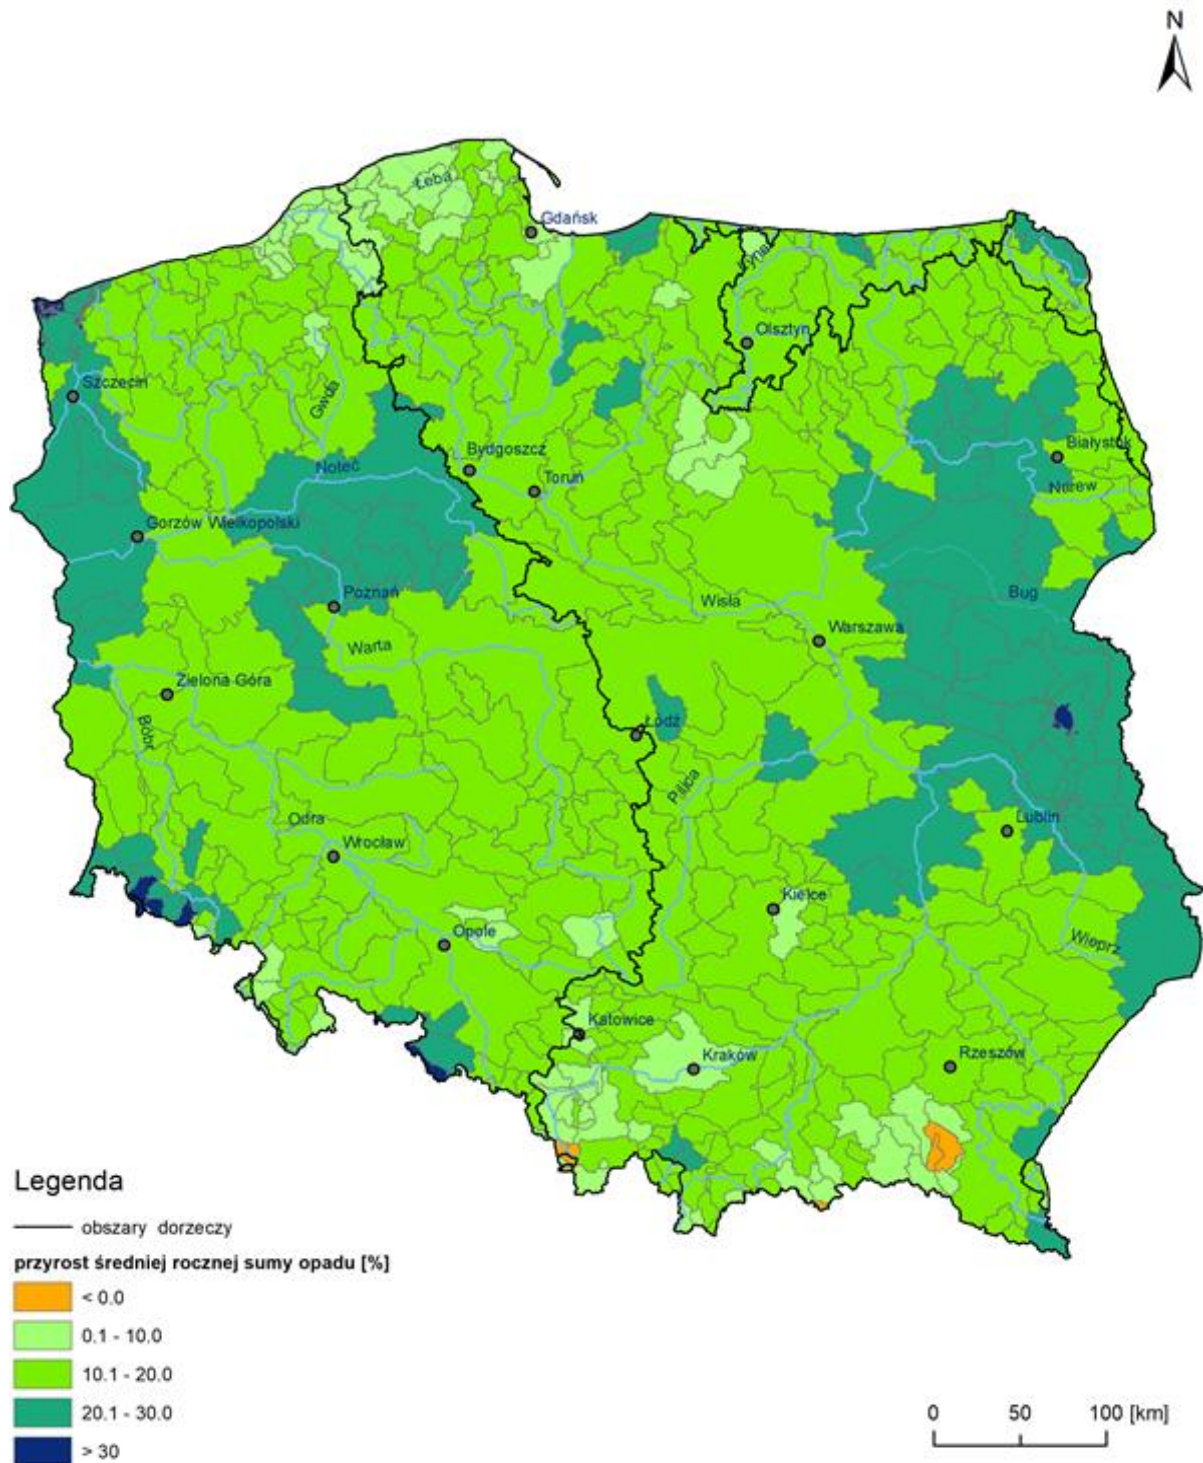 N
Łeba
Gdańsk
Olsztyn
Szczecin
Gwda
Bydgoszcz
Białystok
Noteć
Toruń
Narew
Gorzów Wielkopolski
Poznań
Bug
Wisła
Warszawa
Warta
Zielona Góra
Bóbr
Łódź
Pilica
Odra
Lublin
Wrocław
Kielce
Opole
Wieprz
Katowice
Kraków
Rzeszów
Legenda
obszary dorzeczy
przyrost średniej rocznej sumy opadu [%]
< 0.0
0.1 - 10.0
10.1 - 20.0
20.1 - 30.0
> 30
0 50 100 [km]